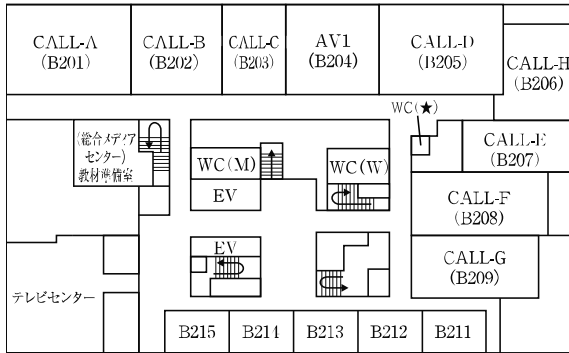 CALL-A
(B201)
CALL-B
(B202)
CALL-C
(B203)
AV1
(B204)
CALL-D
(B205)
CALL-H
(B206)
WC(★)
(総合メディア
センター)
教材準備室
WC(M)
WC(W)
CALL-E
(B207)
EV
CALL-F
(B208)
EV
CALL-G
(B209)
テレビセンター
B215
B214
B213
B212
B211